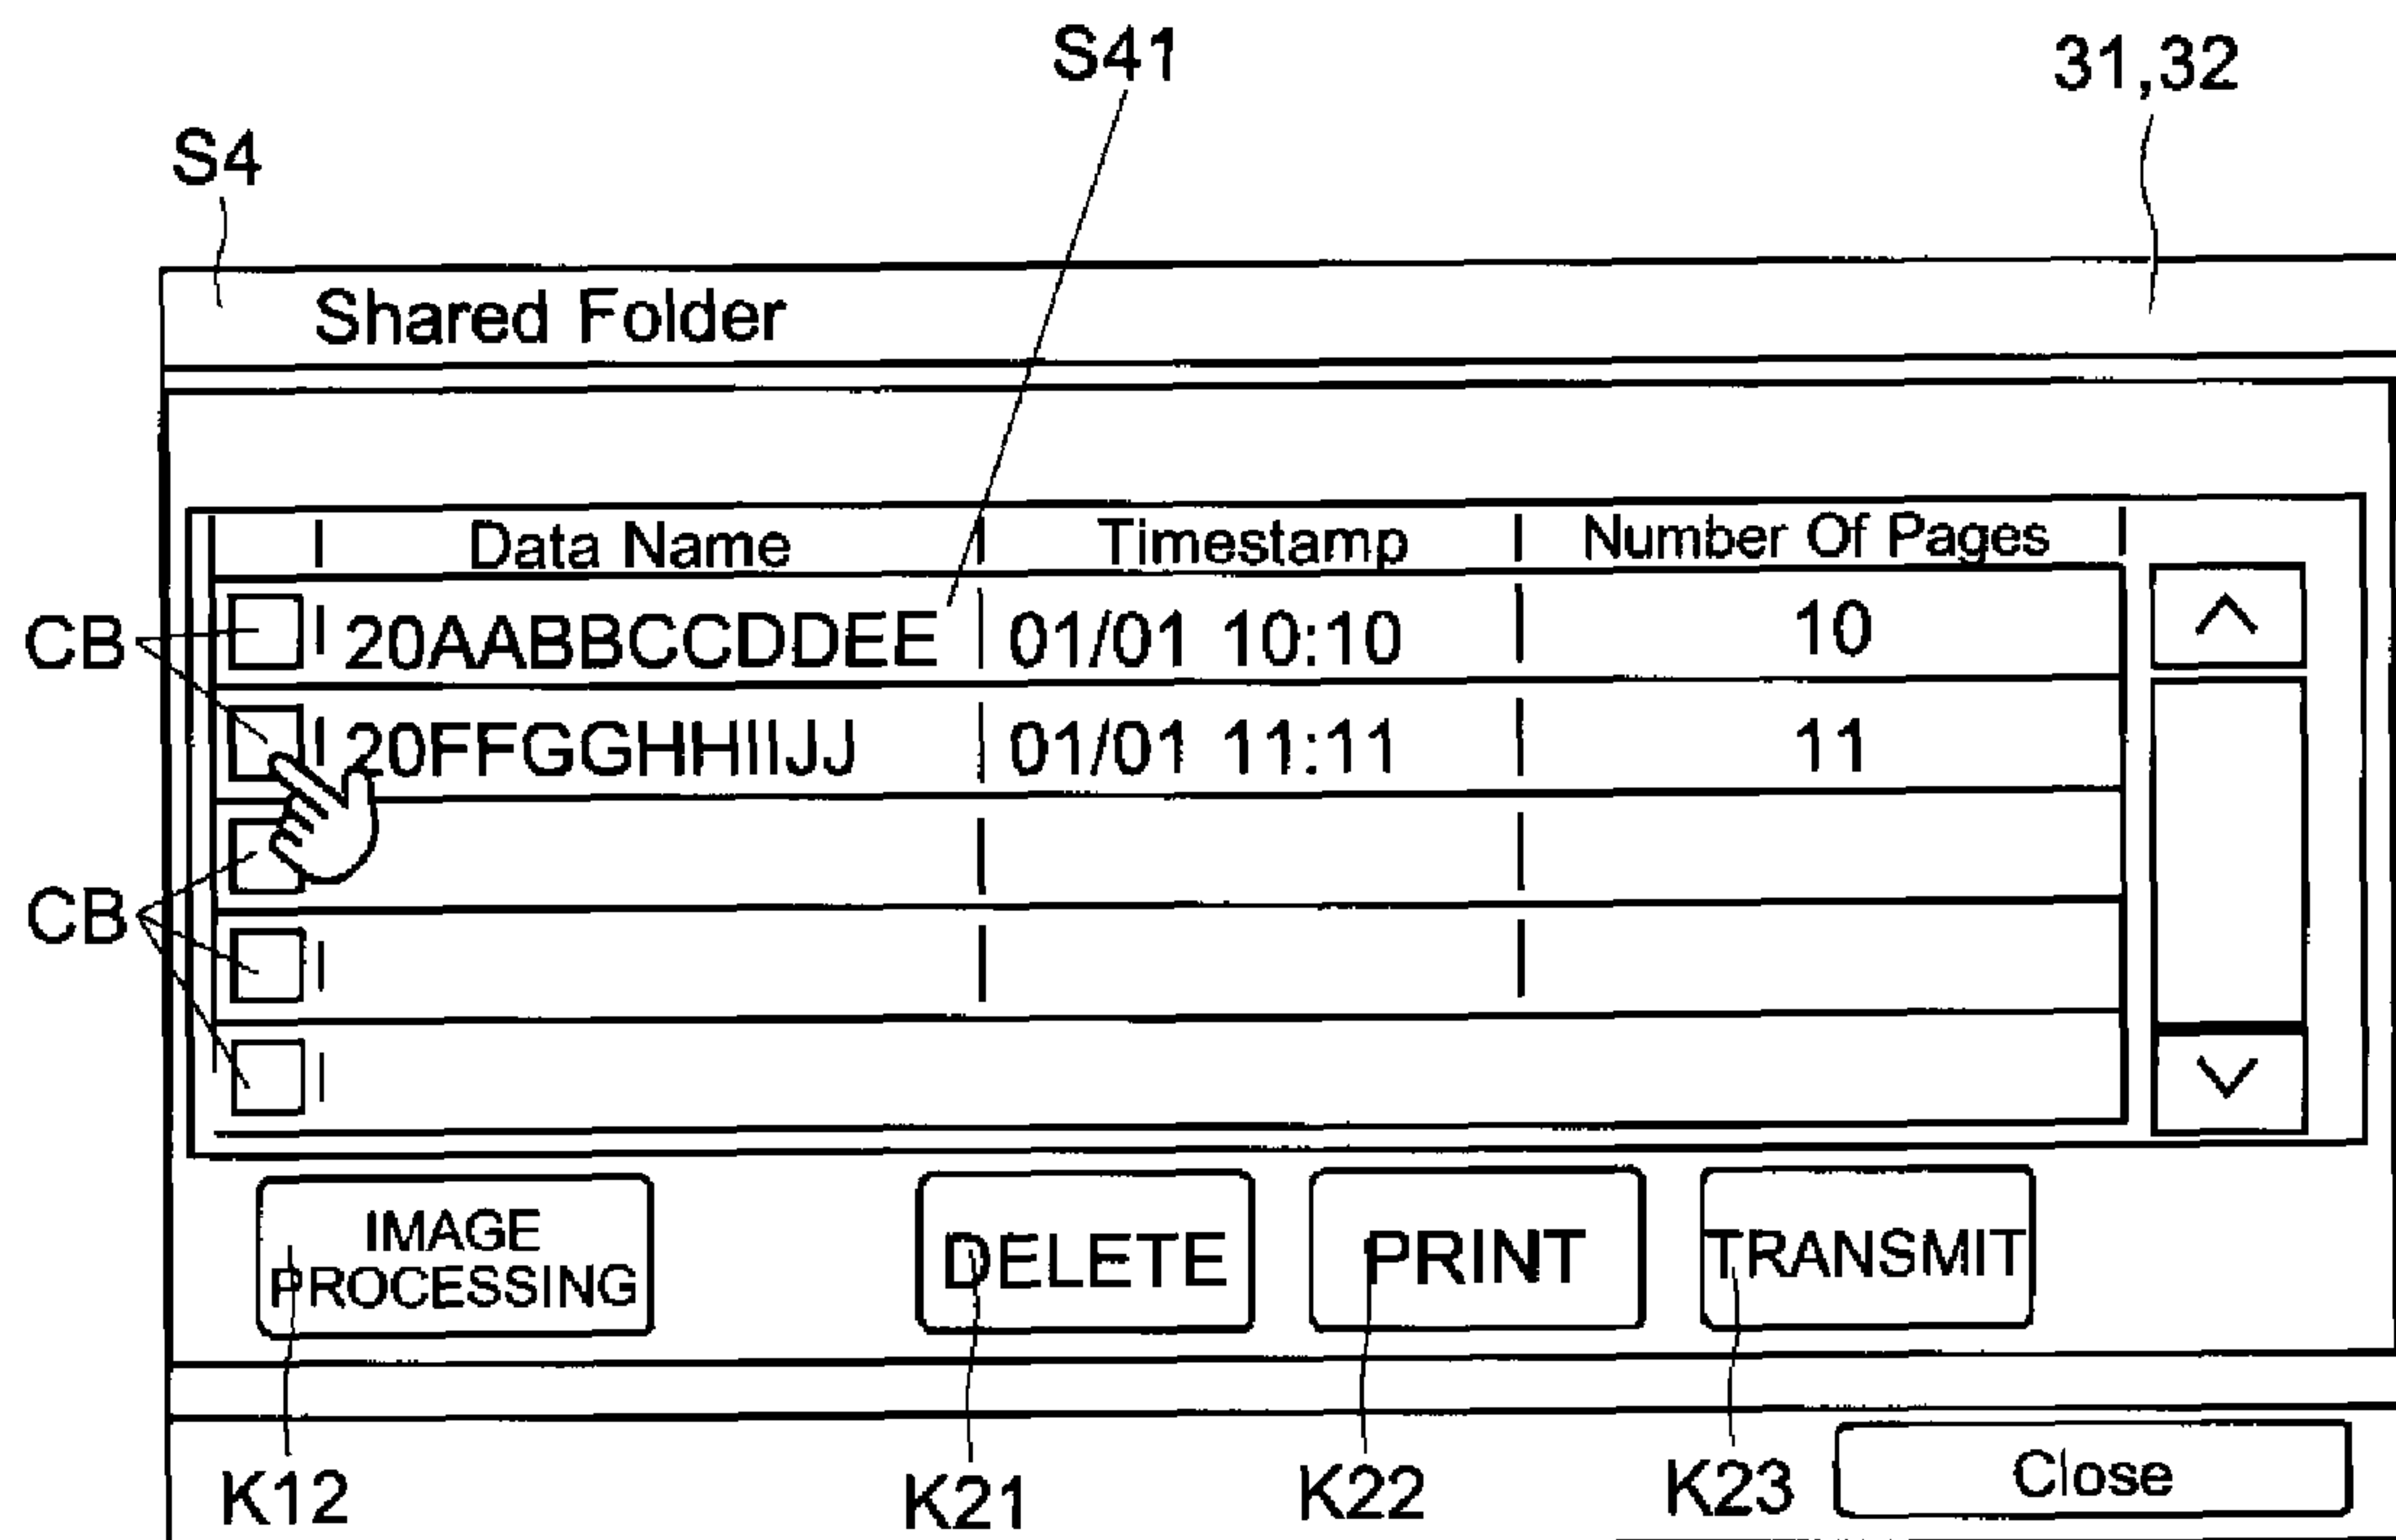 S41
31,32
S4
Shared Folder
Data Name Timestamp Number Of Pages
CB 20AABBCCDDEE 01/01 10:10 10
20FFGGHHIIJJ 01/01 11:11 11
CB
IMAGE PROCESSING DELETE PRINT TRANSMIT
K12 K21 K22 K23 Close